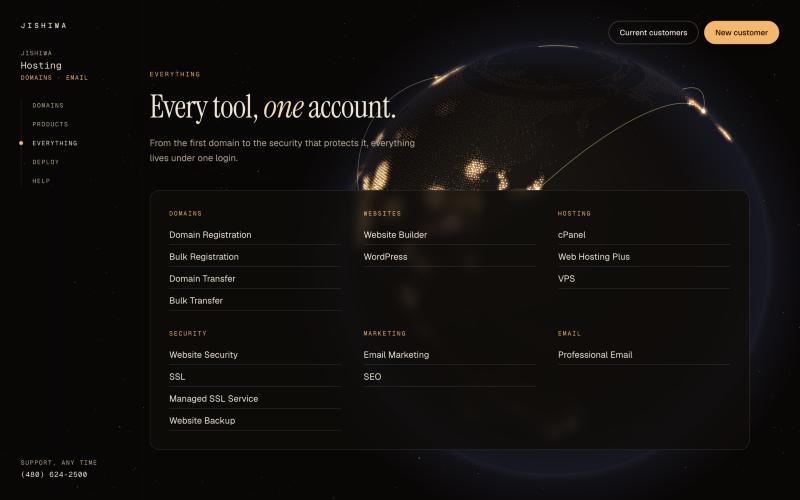 JISHIWA
JISHIWA
Hosting
DOMAINS · EMAIL
DOMAINS
PRODUCTS
EVERYTHING
DEPLOY
HELP
SUPPORT, ANY TIME
(480) 624-2500
Current customers
New customer
EVERYTHING
Every tool, one account.
From the first domain to the security that protects it, everything
lives under one login.
DOMAINS
Domain Registration
Bulk Registration
Domain Transfer
Bulk Transfer
WEBSITES
Website Builder
WordPress
HOSTING
cPanel
Web Hosting Plus
VPS
SECURITY
Website Security
SSL
Managed SSL Service
Website Backup
MARKETING
Email Marketing
SEO
EMAIL
Professional Email